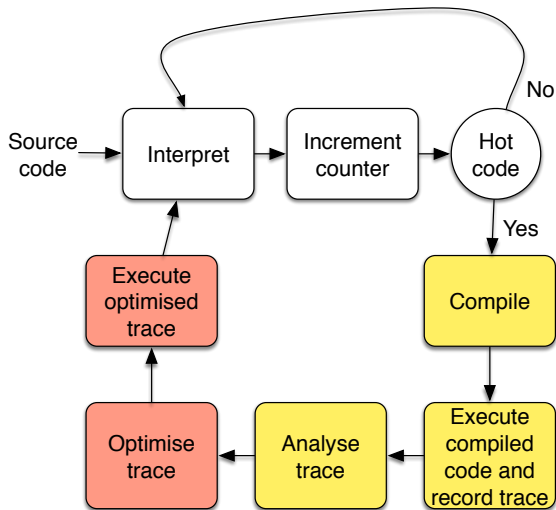 No
Source
code
Interpret
Increment
counter
Hot
code
Yes
Compile
Execute
compiled
code and
record trace
Analyse
trace
Optimise
trace
Execute
optimised
trace